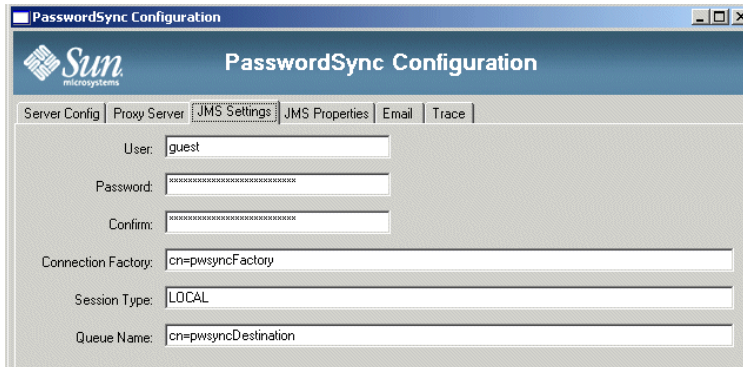 PasswordSync Configuration
Sun
microsystems
PasswordSync Configuration
Server Config Proxy Server JMS Settings JMS Properties Email Trace
User: guest
Password: ***************************
Confirm: ***************************
Connection Factory: cn=pwsyncFactory
Session Type: LOCAL
Queue Name: cn=pwsyncDestination